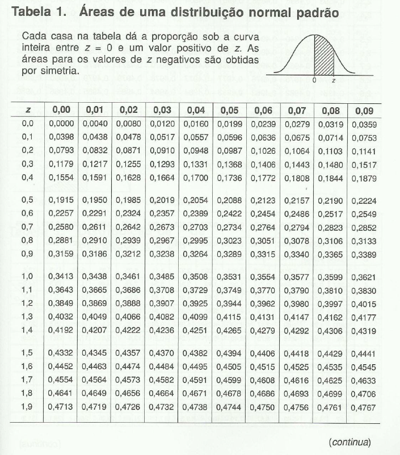 Tabela 1. Áreas de uma distribuição normal padrão
Cada casa na tabela dá a proporção sob a curva
inteira entre z = 0 e um valor positivo de z. As
áreas para os valores de z negativos são obtidas
por simetria.
0 z
z 0,00 0,01 0,02 0,03 0,04 0,05 0,06 0,07 0,08 0,09
0,0 0,0000 0,0040 0,0080 0,0120 0,0160 0,0199 0,0239 0,0279 0,0319 0,0359
0,1 0,0398 0,0438 0,0478 0,0517 0,0557 0,0596 0,0636 0,0675 0,0714 0,0753
0,2 0,0793 0,0832 0,0871 0,0910 0,0948 0,0987 0,1026 0,1064 0,1103 0,1141
0,3 0,1179 0,1217 0,1255 0,1293 0,1331 0,1368 0,1406 0,1443 0,1480 0,1517
0,4 0,1554 0,1591 0,1628 0,1664 0,1700 0,1736 0,1772 0,1808 0,1844 0,1879
0,5 0,1915 0,1950 0,1985 0,2019 0,2054 0,2088 0,2123 0,2157 0,2190 0,2224
0,6 0,2257 0,2291 0,2324 0,2357 0,2389 0,2422 0,2454 0,2486 0,2517 0,2549
0,7 0,2580 0,2611 0,2642 0,2673 0,2703 0,2734 0,2764 0,2794 0,2823 0,2852
0,8 0,2881 0,2910 0,2939 0,2967 0,2995 0,3023 0,3051 0,3078 0,3106 0,3133
0,9 0,3159 0,3186 0,3212 0,3238 0,3264 0,3289 0,3315 0,3340 0,3365 0,3389
1,0 0,3413 0,3438 0,3461 0,3485 0,3508 0,3531 0,3554 0,3577 0,3599 0,3621
1,1 0,3643 0,3665 0,3686 0,3708 0,3729 0,3749 0,3770 0,3790 0,3810 0,3830
1,2 0,3849 0,3869 0,3888 0,3907 0,3925 0,3944 0,3962 0,3980 0,3997 0,4015
1,3 0,4032 0,4049 0,4066 0,4082 0,4099 0,4115 0,4131 0,4147 0,4162 0,4177
1,4 0,4192 0,4207 0,4222 0,4236 0,4251 0,4265 0,4279 0,4292 0,4306 0,4319
1,5 0,4332 0,4345 0,4357 0,4370 0,4382 0,4394 0,4406 0,4418 0,4429 0,4441
1,6 0,4452 0,4463 0,4474 0,4484 0,4495 0,4505 0,4515 0,4525 0,4535 0,4545
1,7 0,4554 0,4564 0,4573 0,4582 0,4591 0,4599 0,4608 0,4616 0,4625 0,4633
1,8 0,4641 0,4649 0,4656 0,4664 0,4671 0,4678 0,4686 0,4693 0,4699 0,4706
1,9 0,4713 0,4719 0,4726 0,4732 0,4738 0,4744 0,4750 0,4756 0,4761 0,4767
(continua)